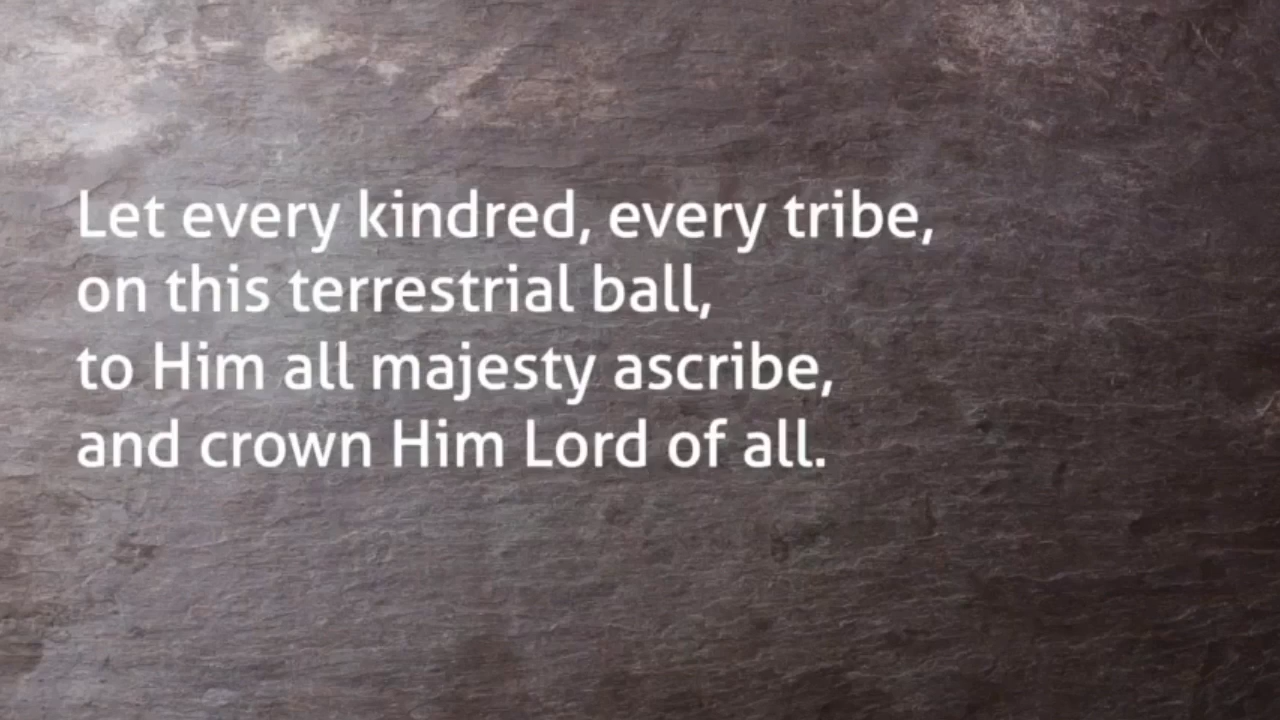 Let every kindred, every tribe,
on this terrestrial ball,
to Him all majesty ascribe,
and crown Him Lord of all.